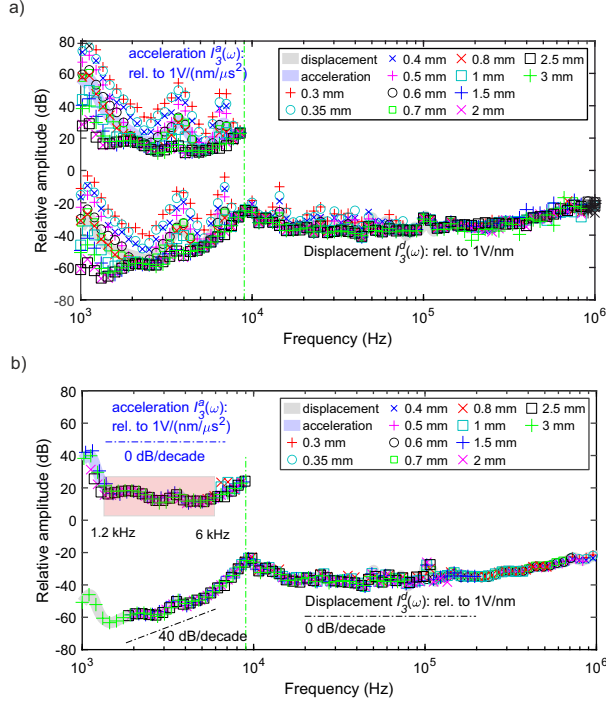 a)
80
60
40
20
0
-20
-40
-60
-80
Relative amplitude (dB)
acceleration I₃ᵃ(ω):
rel. to 1V/(nm/μs²)
displacement
acceleration
0.3 mm
0.35 mm
0.4 mm
0.5 mm
0.6 mm
0.7 mm
0.8 mm
1 mm
1.5 mm
2 mm
2.5 mm
3 mm
Displacement I₃ᵈ(ω): rel. to 1V/nm
10³ 10⁴ 10⁵ 10⁶
Frequency (Hz)
b)
80
60
40
20
0
-20
-40
-60
-80
Relative amplitude (dB)
acceleration I₃ᵃ(ω):
rel. to 1V/(nm/μs²)
0 dB/decade
displacement
acceleration
0.3 mm
0.35 mm
0.4 mm
0.5 mm
0.6 mm
0.7 mm
0.8 mm
1 mm
1.5 mm
2 mm
2.5 mm
3 mm
1.2 kHz
6 kHz
40 dB/decade
Displacement I₃ᵈ(ω): rel. to 1V/nm
0 dB/decade
10³ 10⁴ 10⁵ 10⁶
Frequency (Hz)